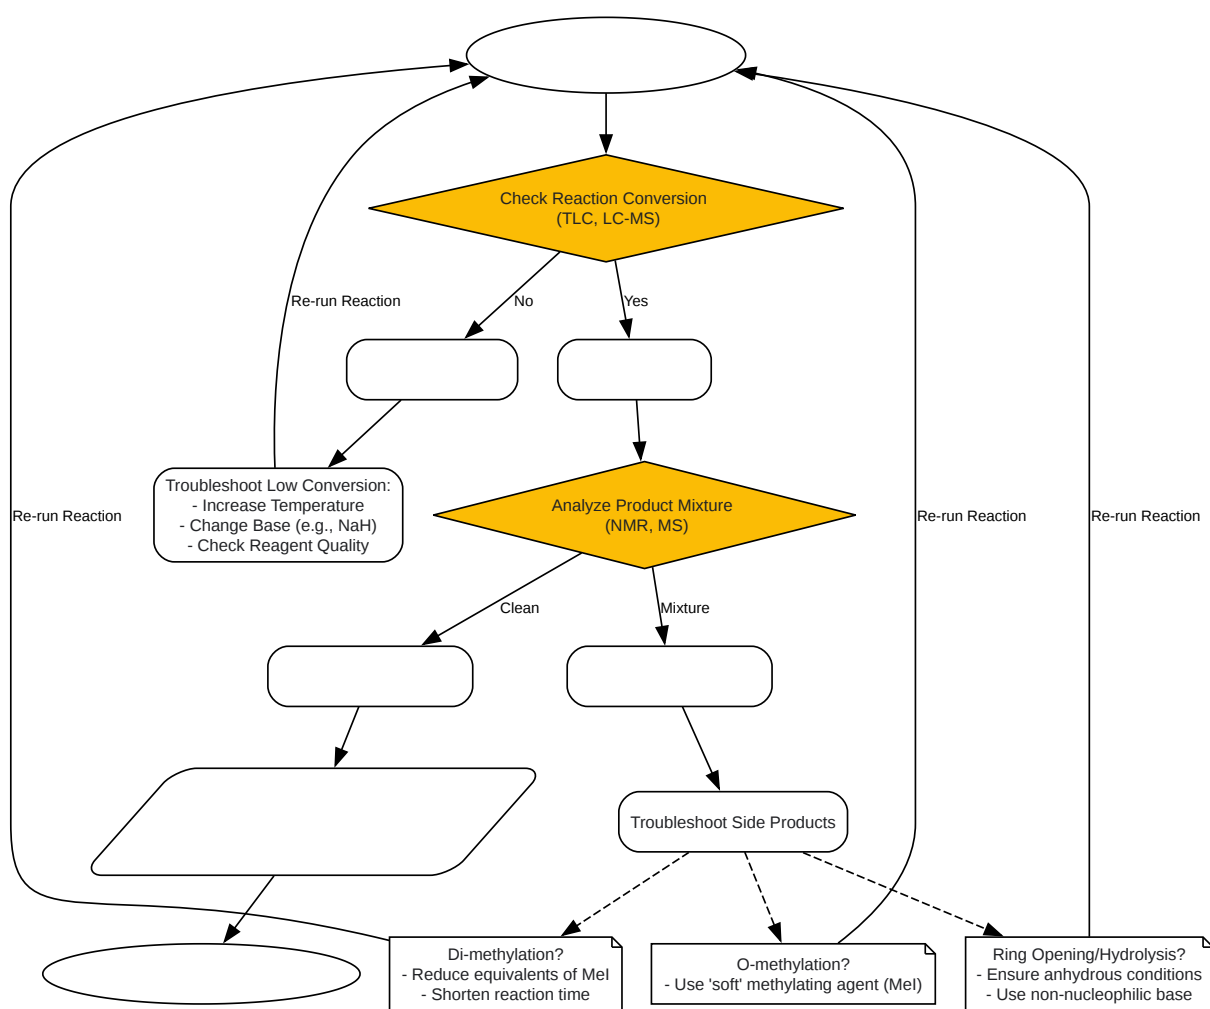 Check Reaction Conversion
(TLC, LC-MS)
Re-run Reaction
No
Yes
Troubleshoot Low Conversion:
- Increase Temperature
- Change Base (e.g., NaH)
- Check Reagent Quality
Analyze Product Mixture
(NMR, MS)
Re-run Reaction
Re-run Reaction
Re-run Reaction
Clean
Mixture
Troubleshoot Side Products
Di-methylation?
- Reduce equivalents of MeI
- Shorten reaction time
O-methylation?
- Use 'soft' methylating agent (MeI)
Ring Opening/Hydrolysis?
- Ensure anhydrous conditions
- Use non-nucleophilic base